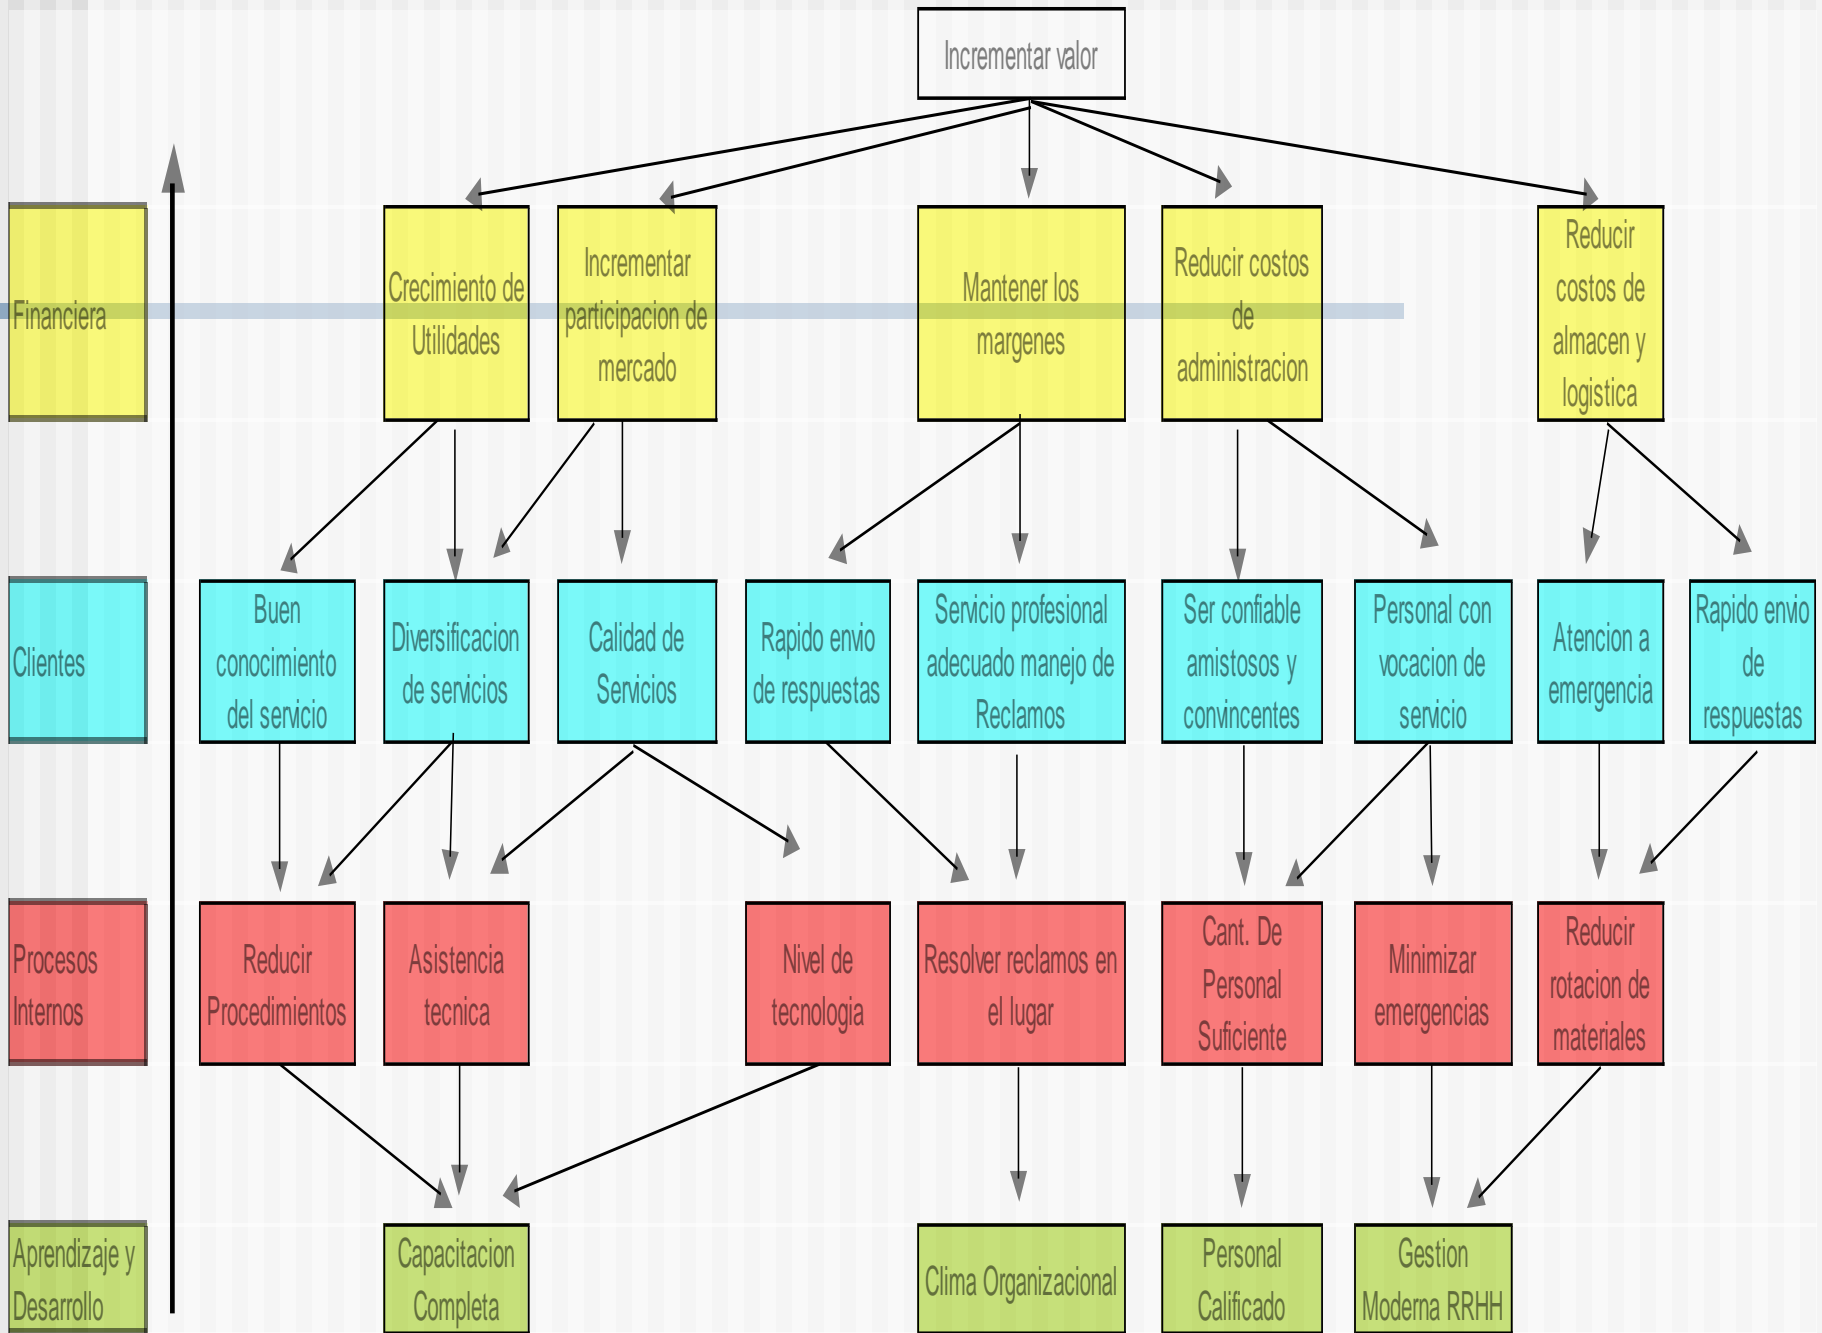 Incrementar valor
Financiera
Crecimiento de
Utilidades
Incrementar
participacion de
mercado
Mantener los
margenes
Reducir costos
de
administracion
Reducir
costos de
almacen y
logistica
Clientes
Buen
conocimiento
del servicio
Diversificacion
de servicios
Calidad de
Servicios
Rapido envio
de respuestas
Servicio profesional
adecuado manejo de
Reclamos
Ser confiable
amistosos y
convincentes
Personal con
vocacion de
servicio
Atencion a
emergencia
Rapido envio
de
respuestas
Procesos
Internos
Reducir
Procedimientos
Asistencia
tecnica
Nivel de
tecnologia
Resolver reclamos en
el lugar
Cant. De
Personal
Suficiente
Minimizar
emergencias
Reducir
rotacion de
materiales
Aprendizaje y
Desarrollo
Capacitacion
Completa
Clima Organizacional
Personal
Calificado
Gestion
Moderna RRHH